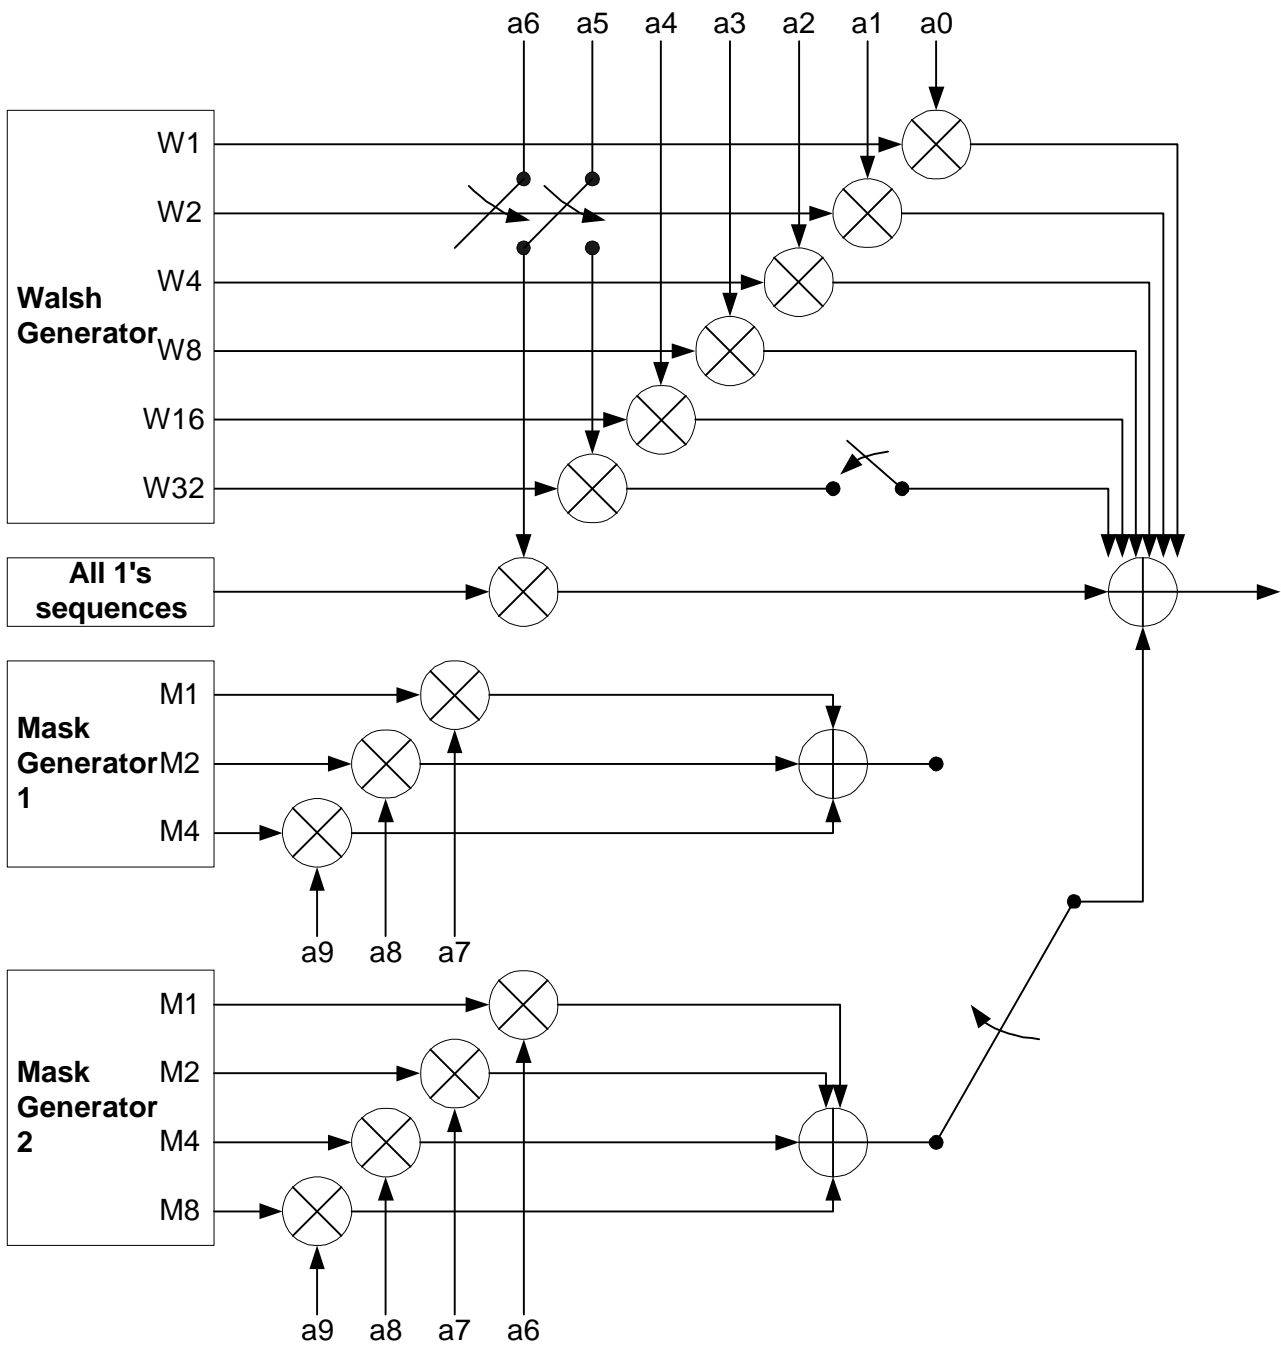 a6 a5 a4 a3 a2 a1 a0
W1
W2
W4
Walsh
Generator
W8
W16
W32
All 1's
sequences
M1
Mask
Generator
1
M2
M4
a9 a8 a7
M1
Mask
Generator
2
M2
M4
M8
a9 a8 a7 a6